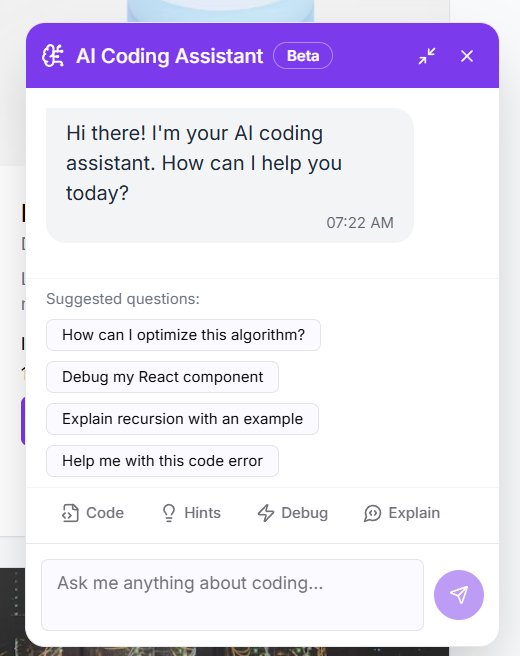 AI Coding Assistant Beta
Hi there! I'm your AI coding
assistant. How can I help you
today?
07:22 AM
Suggested questions:
How can I optimize this algorithm?
Debug my React component
Explain recursion with an example
Help me with this code error
Code Hints Debug Explain
Ask me anything about coding...